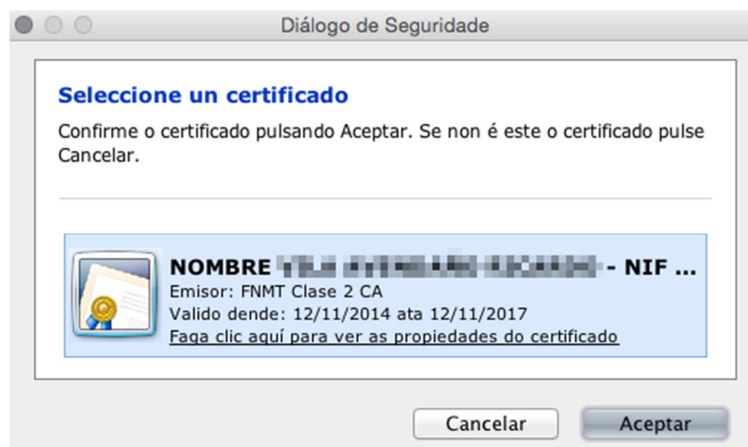 Diálogo de Seguridade
Seleccione un certificado
Confirme o certificado pulsando Aceptar. Se non é este o certificado pulse
Cancelar.
NOMBRE - NIF ...
Emisor: FNMT Clase 2 CA
Valido dende: 12/11/2014 ata 12/11/2017
Faga clic aquí para ver as propiedades do certificado
Cancelar
Aceptar